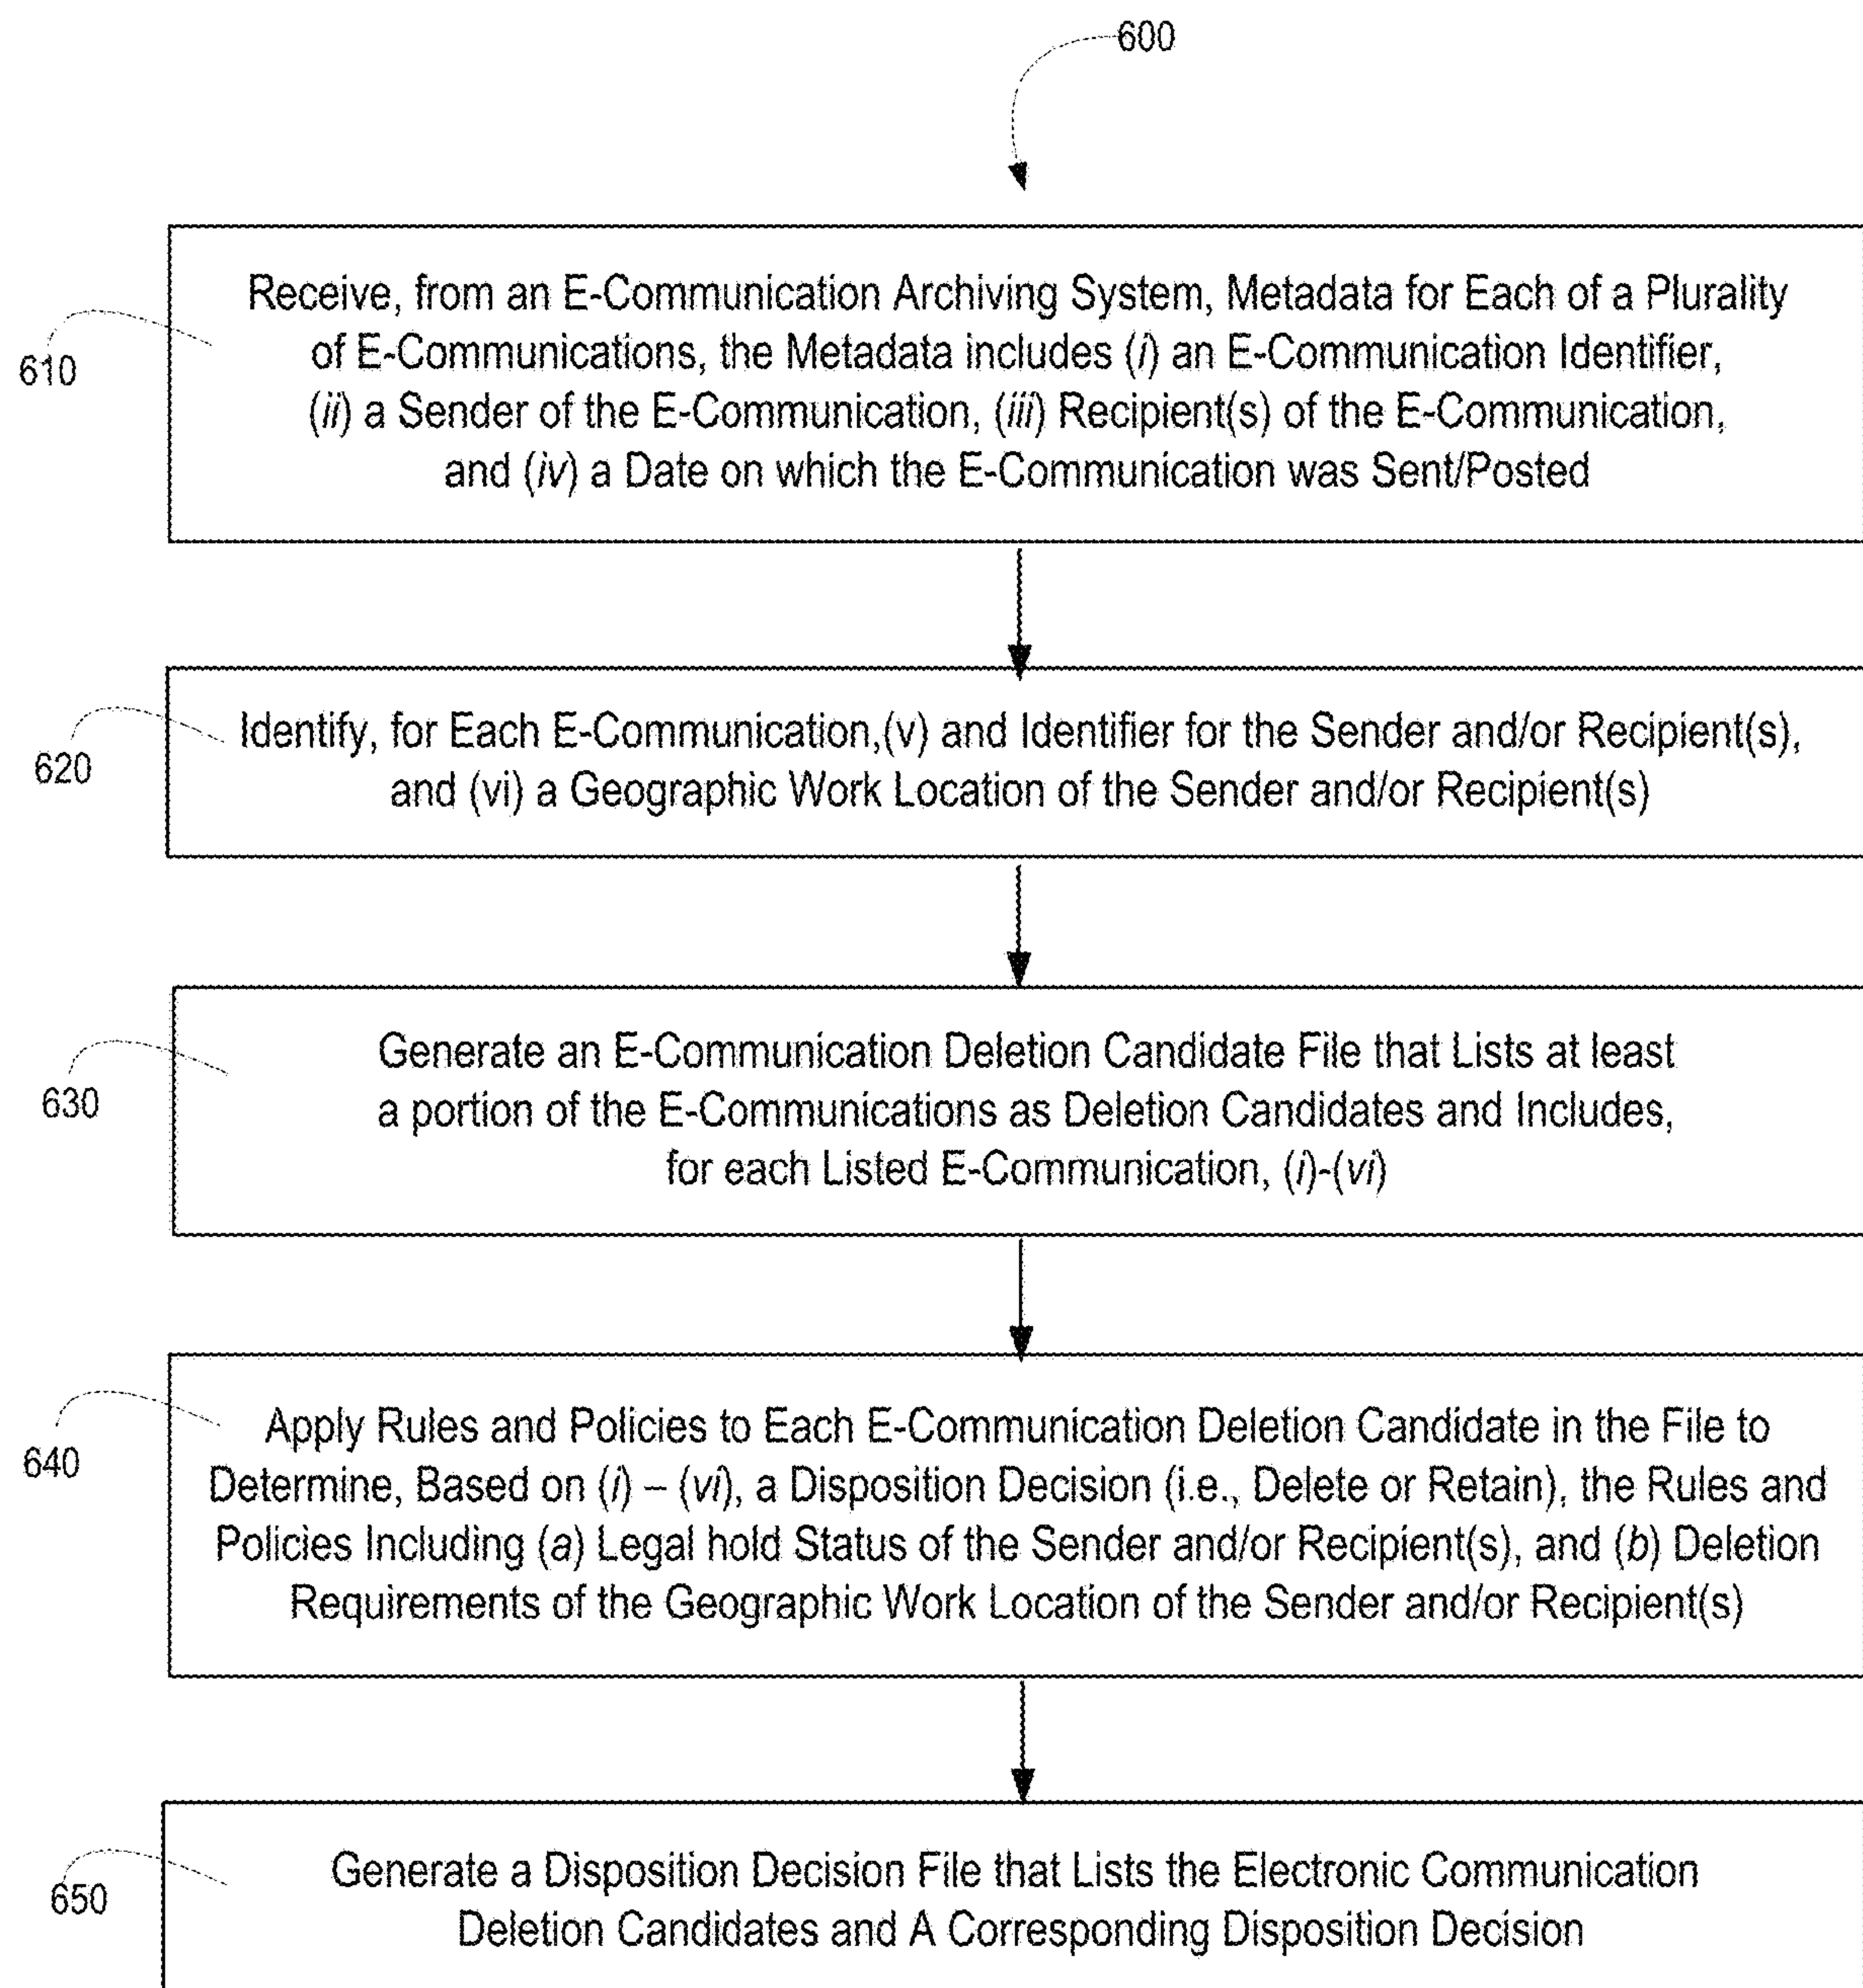 600
610
Receive, from an E-Communication Archiving System, Metadata for Each of a Plurality
of E-Communications, the Metadata includes (i) an E-Communication Identifier,
(ii) a Sender of the E-Communication, (iii) Recipient(s) of the E-Communication,
and (iv) a Date on which the E-Communication was Sent/Posted
620
Identify, for Each E-Communication,(v) and Identifier for the Sender and/or Recipient(s),
and (vi) a Geographic Work Location of the Sender and/or Recipient(s)
630
Generate an E-Communication Deletion Candidate File that Lists at least
a portion of the E-Communications as Deletion Candidates and Includes,
for each Listed E-Communication, (i)-(vi)
640
Apply Rules and Policies to Each E-Communication Deletion Candidate in the File to
Determine, Based on (i) – (vi), a Disposition Decision (i.e., Delete or Retain), the Rules and
Policies Including (a) Legal hold Status of the Sender and/or Recipient(s), and (b) Deletion
Requirements of the Geographic Work Location of the Sender and/or Recipient(s)
650
Generate a Disposition Decision File that Lists the Electronic Communication
Deletion Candidates and A Corresponding Disposition Decision